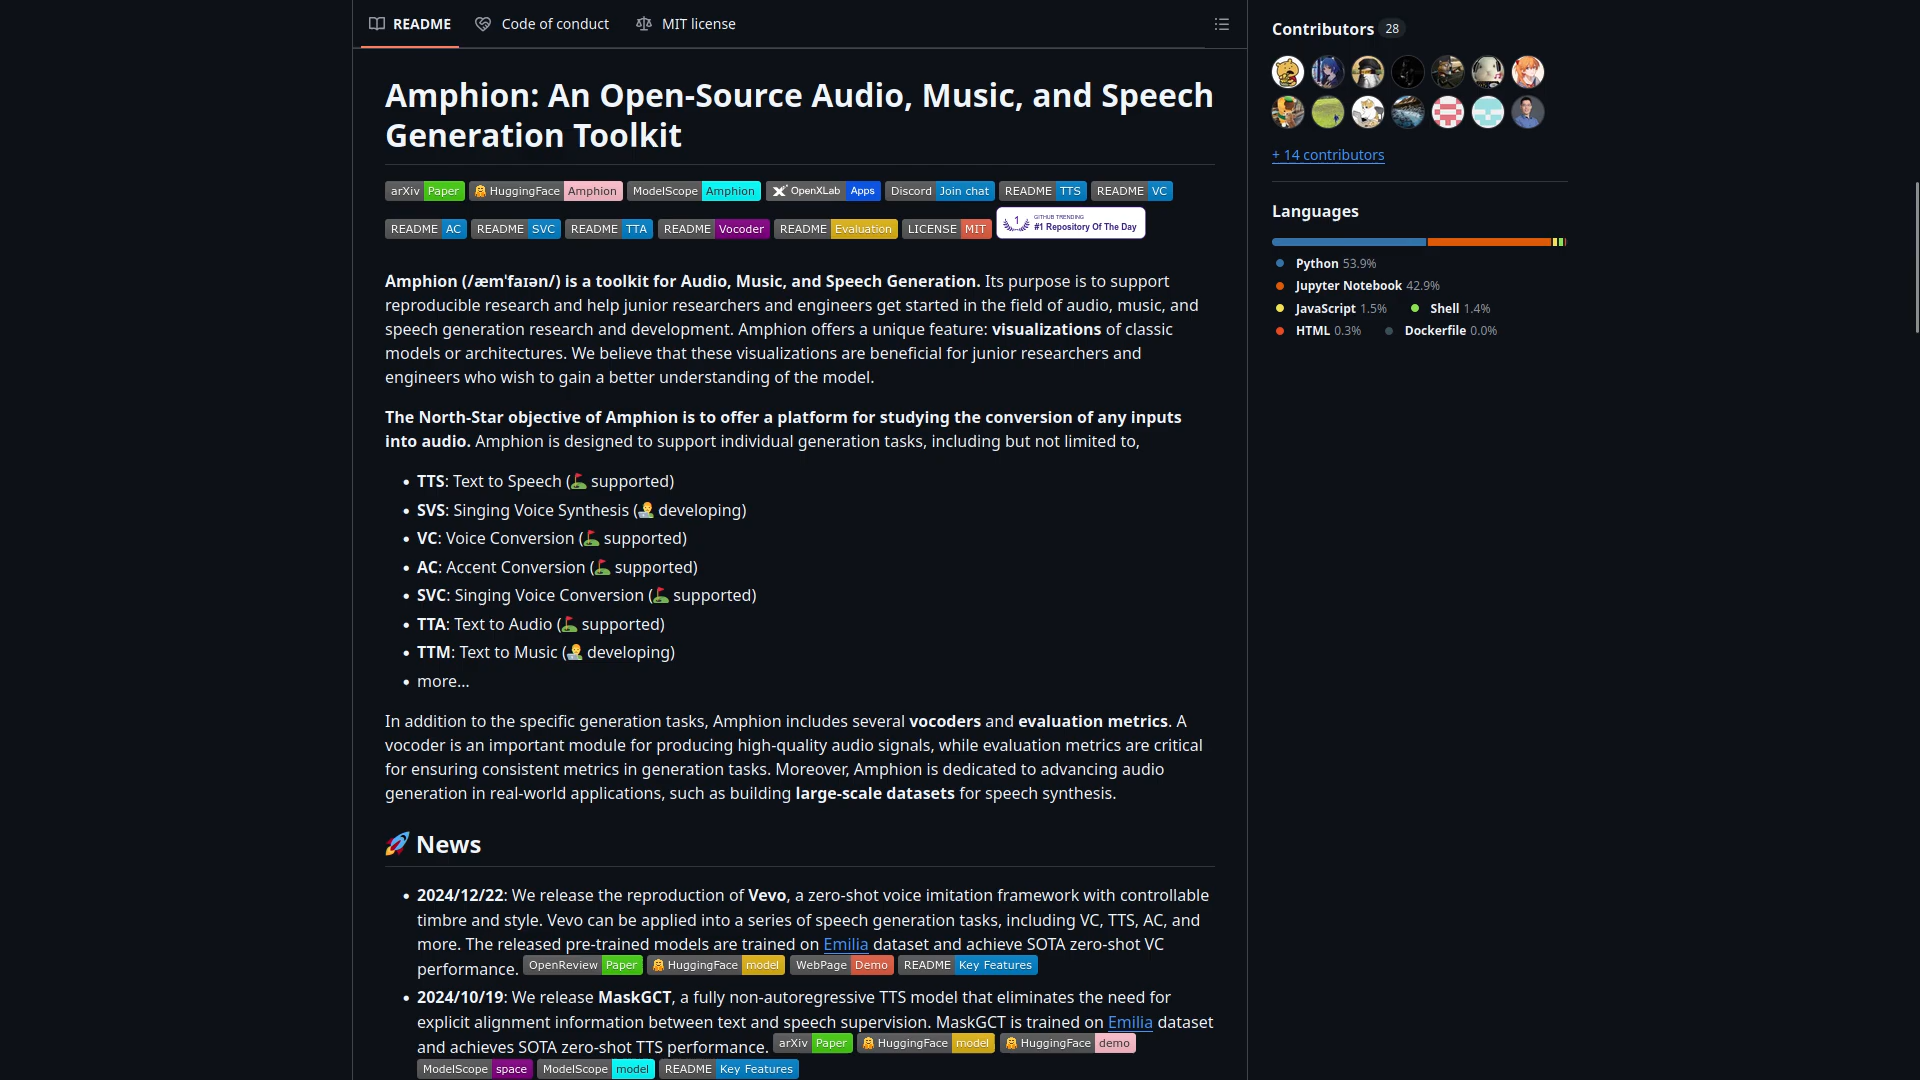 README
Code of conduct
MIT license
Amphion: An Open-Source Audio, Music, and Speech
Generation Toolkit
arXiv Paper HuggingFace Amphion ModelScope Amphion OpenXLab Apps Discord Join chat README TTS README VC
README AC README SVC README TTA README Vocoder README Evaluation LICENSE MIT 1 GITHUB TRENDING #1 Repository Of The Day
Amphion (/æmˈfaɪən/) is a toolkit for Audio, Music, and Speech Generation. Its purpose is to support
reproducible research and help junior researchers and engineers get started in the field of audio, music, and
speech generation research and development. Amphion offers a unique feature: visualizations of classic
models or architectures. We believe that these visualizations are beneficial for junior researchers and
engineers who wish to gain a better understanding of the model.
The North-Star objective of Amphion is to offer a platform for studying the conversion of any inputs
into audio. Amphion is designed to support individual generation tasks, including but not limited to,
• TTS: Text to Speech (⛳ supported)
• SVS: Singing Voice Synthesis (👨‍💻 developing)
• VC: Voice Conversion (⛳ supported)
• AC: Accent Conversion (⛳ supported)
• SVC: Singing Voice Conversion (⛳ supported)
• TTA: Text to Audio (⛳ supported)
• TTM: Text to Music (👨‍💻 developing)
• more...
In addition to the specific generation tasks, Amphion includes several vocoders and evaluation metrics. A
vocoder is an important module for producing high-quality audio signals, while evaluation metrics are critical
for ensuring consistent metrics in generation tasks. Moreover, Amphion is dedicated to advancing audio
generation in real-world applications, such as building large-scale datasets for speech synthesis.
🚀 News
• 2024/12/22: We release the reproduction of Vevo, a zero-shot voice imitation framework with controllable
timbre and style. Vevo can be applied into a series of speech generation tasks, including VC, TTS, AC, and
more. The released pre-trained models are trained on Emilia dataset and achieve SOTA zero-shot VC
performance. OpenReview Paper HuggingFace model WebPage Demo README Key Features
• 2024/10/19: We release MaskGCT, a fully non-autoregressive TTS model that eliminates the need for
explicit alignment information between text and speech supervision. MaskGCT is trained on Emilia dataset
and achieves SOTA zero-shot TTS performance. arXiv Paper HuggingFace model HuggingFace demo
ModelScope space ModelScope model README Key Features
Contributors 28
+ 14 contributors
Languages
Python 53.9%
Jupyter Notebook 42.9%
JavaScript 1.5% Shell 1.4%
HTML 0.3% Dockerfile 0.0%